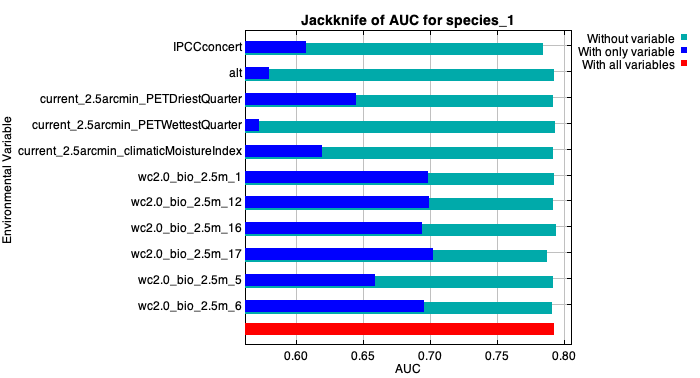 Jackknife of AUC for species_1
Without variable
With only variable
With all variables
Environmental Variable
IPCCconcert
alt
current_2.5arcmin_PETDriestQuarter
current_2.5arcmin_PETWettestQuarter
current_2.5arcmin_climaticMoistureIndex
wc2.0_bio_2.5m_1
wc2.0_bio_2.5m_12
wc2.0_bio_2.5m_16
wc2.0_bio_2.5m_17
wc2.0_bio_2.5m_5
wc2.0_bio_2.5m_6
0.60 0.65 0.70 0.75 0.80
AUC